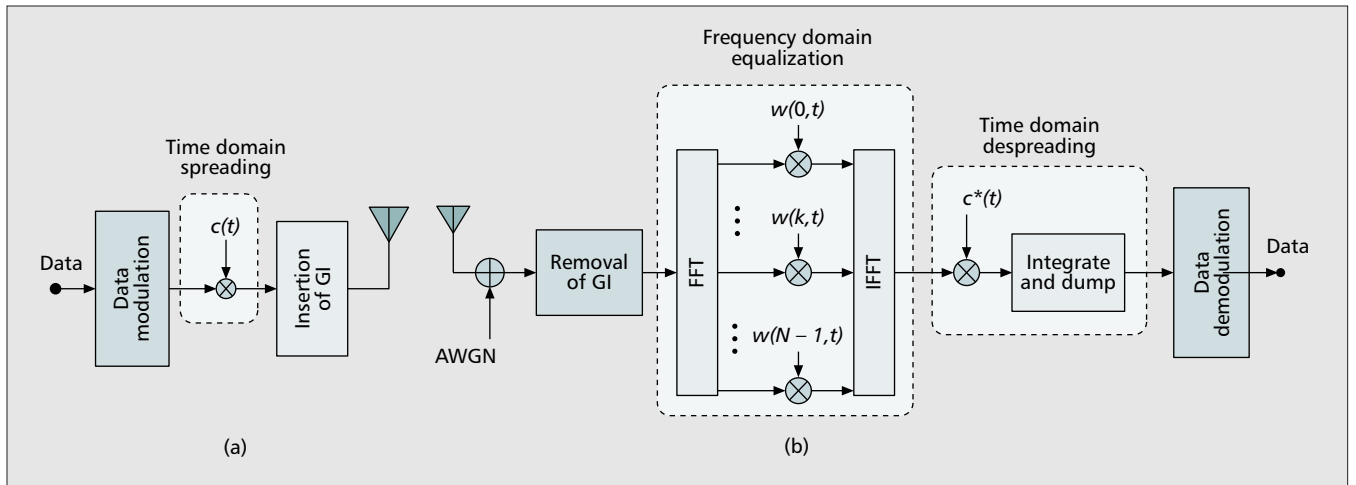 Frequency domain
equalization
w(0,t)
Time domain
spreading
Time domain
despreading
c(t)
c*(t)
w(k,t)
Data
Data
modulation
Insertion
of GI
Removal
of GI
FFT
IFFT
Integrate
and dump
Data
demodulation
Data
w(N – 1,t)
AWGN
(a)
(b)